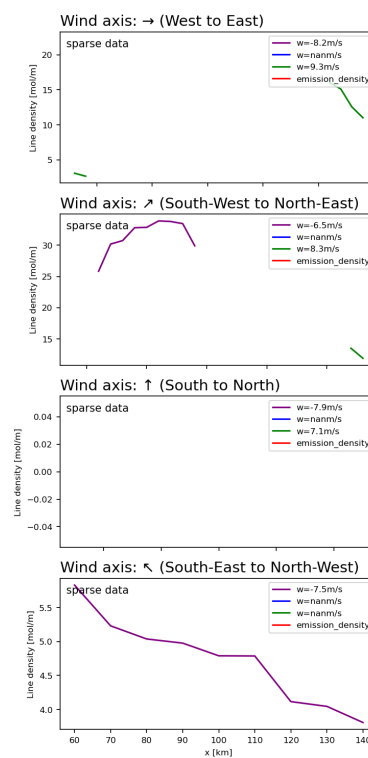 Wind axis: → (West to East)
sparse data
w=-8.2m/s
w=nanm/s
w=9.3m/s
emission_density
Line density [mol/m]
20
15
10
5
Wind axis: ↗ (South-West to North-East)
sparse data
w=-6.5m/s
w=nanm/s
w=8.3m/s
emission_density
Line density [mol/m]
30
25
20
15
Wind axis: ↑ (South to North)
sparse data
w=-7.9m/s
w=nanm/s
w=7.1m/s
emission_density
Line density [mol/m]
0.04
0.02
0.00
−0.02
−0.04
Wind axis: ↖ (South-East to North-West)
sparse data
w=-7.5m/s
w=nanm/s
w=nanm/s
emission_density
Line density [mol/m]
5.5
5.0
4.5
4.0
60 70 80 90 100 110 120 130 140
x [km]